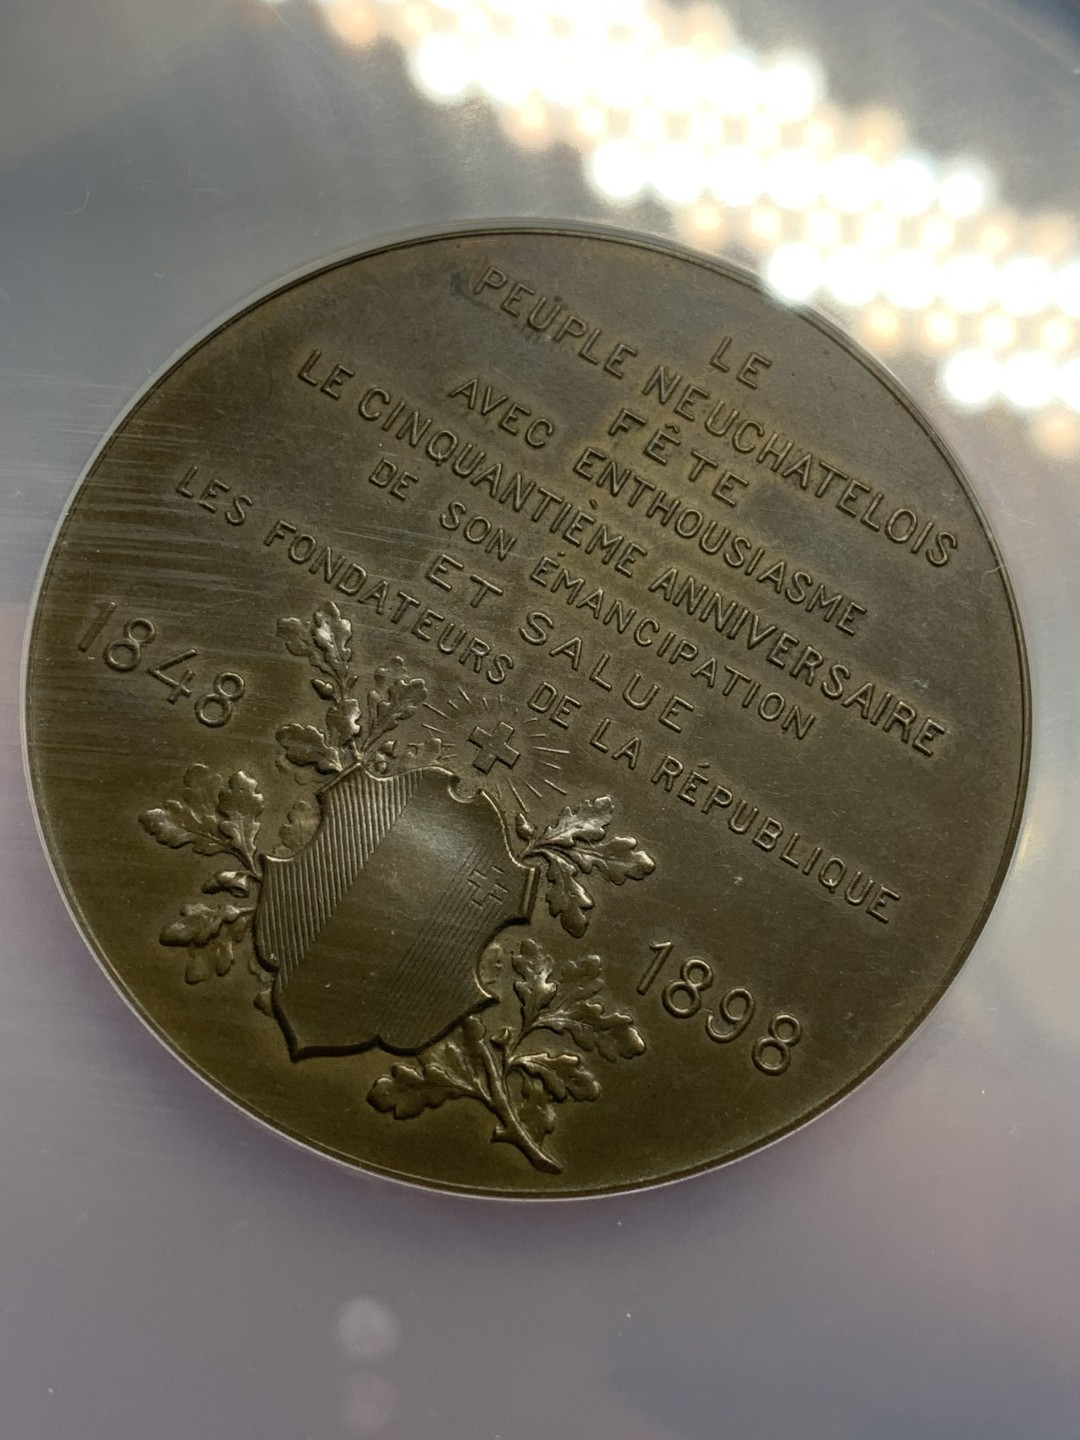 LE
PEUPLE NEUCHATELOIS
FÊTE
AVEC ENTHOUSIASME
LE CINQUANTIÈME ANNIVERSAIRE
DE SON ÉMANCIPATION
ET SALUE
LES FONDATEURS DE LA RÉPUBLIQUE
1848 1898